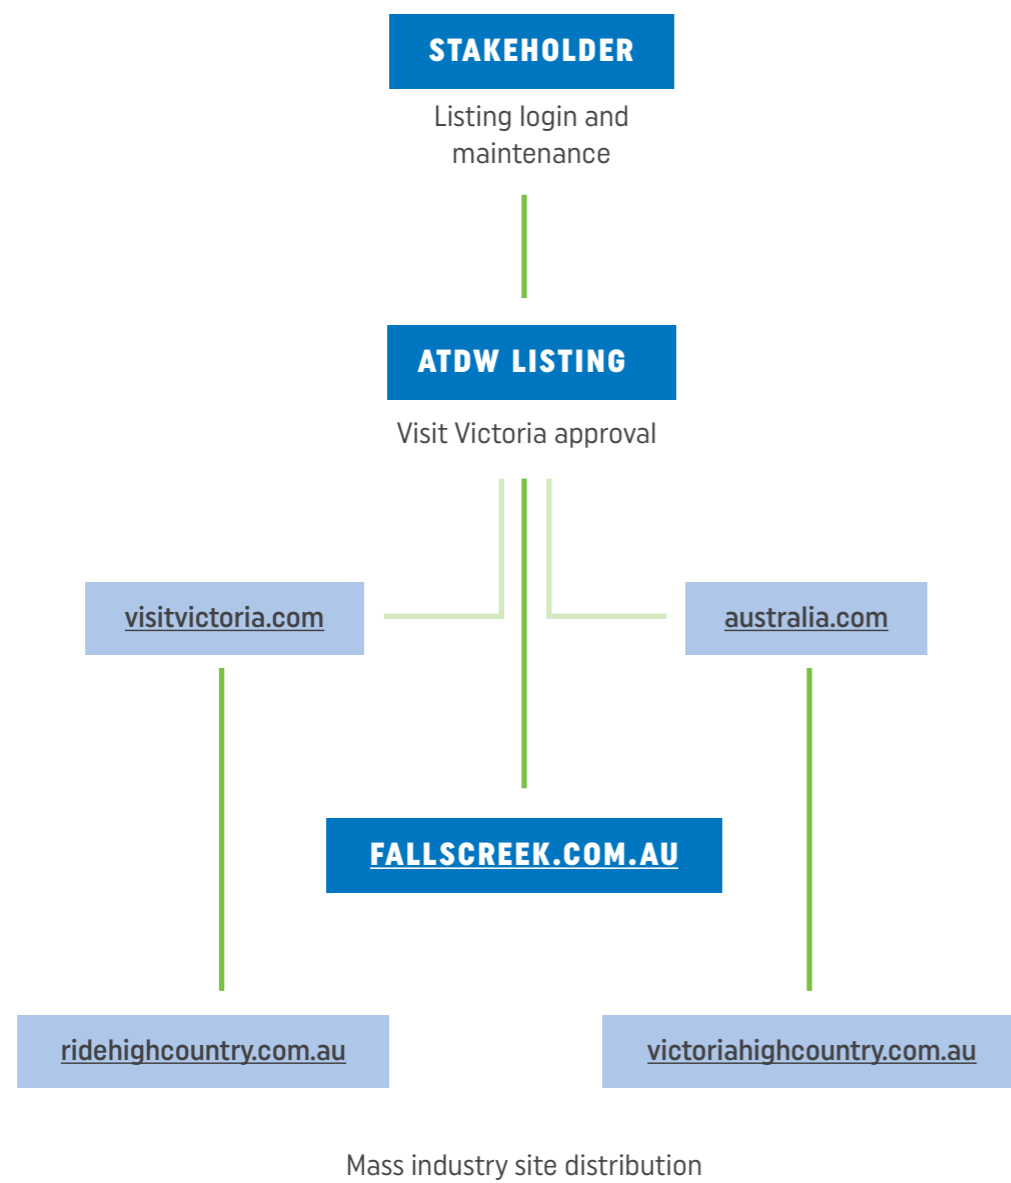 STAKEHOLDER
Listing login and
maintenance
ATDW LISTING
Visit Victoria approval
visitvictoria.com
australia.com
FALLSCREEK.COM.AU
ridehighcountry.com.au
victoriahighcountry.com.au
Mass industry site distribution